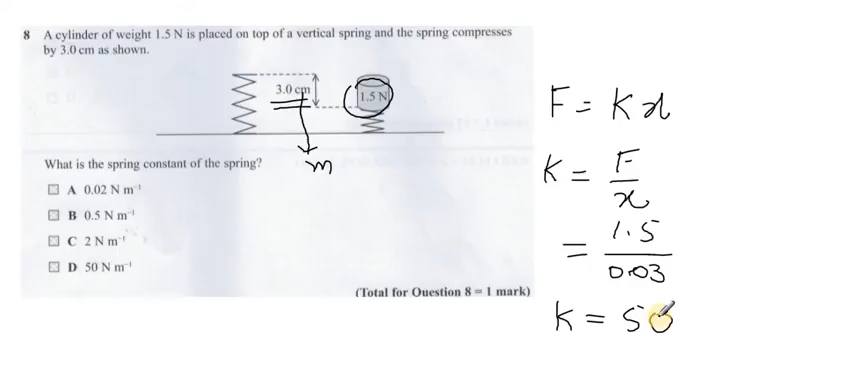 8 A cylinder of weight 1.5 N is placed on top of a vertical spring and the spring compresses
by 3.0 cm as shown.
3.0 cm
1.5 N
m
What is the spring constant of the spring?
A 0.02 N m⁻¹
B 0.5 N m⁻¹
C 2 N m⁻¹
D 50 N m⁻¹
(Total for Question 8 = 1 mark)
F = Kx
K = F/x
= 1.5/0.03
K = 50